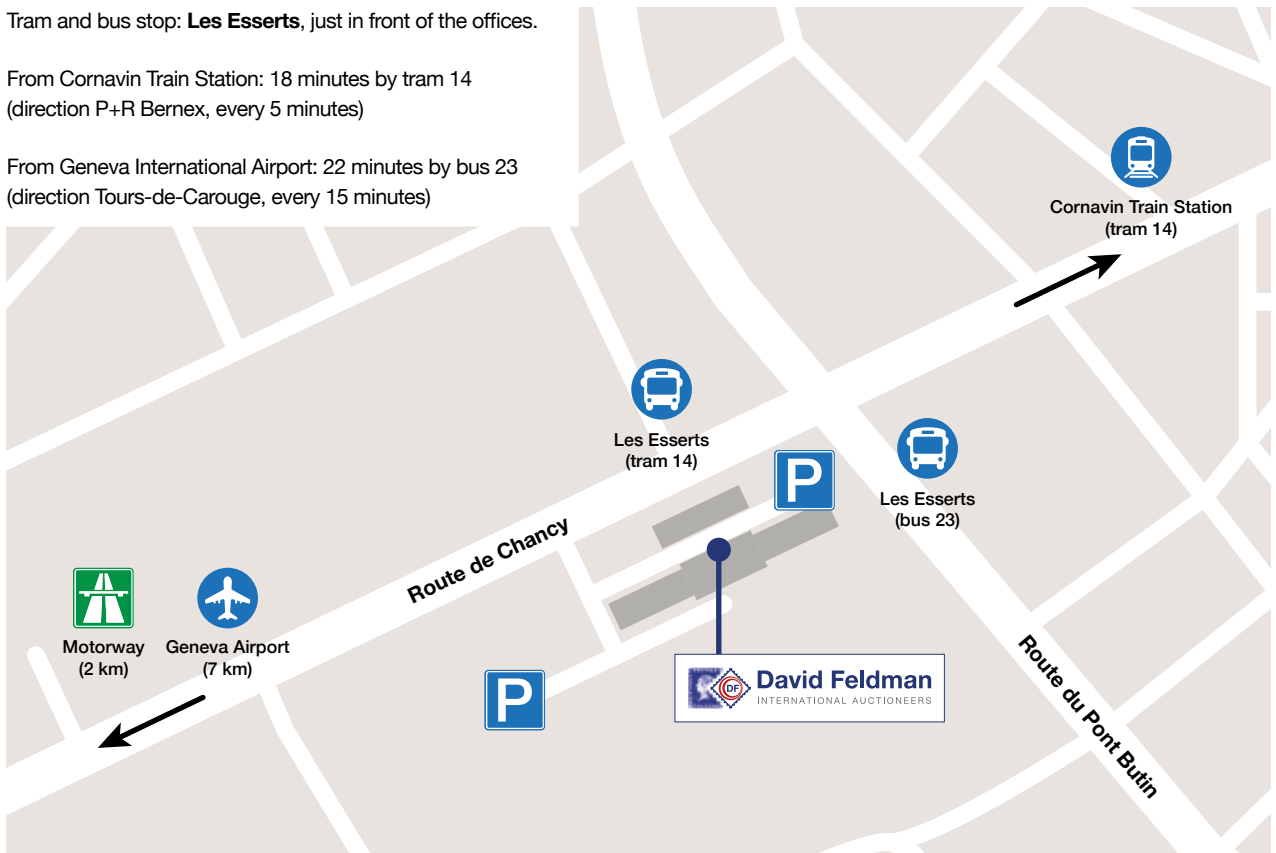 Tram and bus stop: Les Esserts, just in front of the offices.
From Cornavin Train Station: 18 minutes by tram 14
(direction P+R Bernex, every 5 minutes)
From Geneva International Airport: 22 minutes by bus 23
(direction Tours-de-Carouge, every 15 minutes)
Cornavin Train Station
(tram 14)
Les Esserts
(tram 14)
P
Les Esserts
(bus 23)
Route de Chancy
Motorway
(2 km)
Geneva Airport
(7 km)
P
DF
David Feldman
INTERNATIONAL AUCTIONEERS
Route du Pont Butin